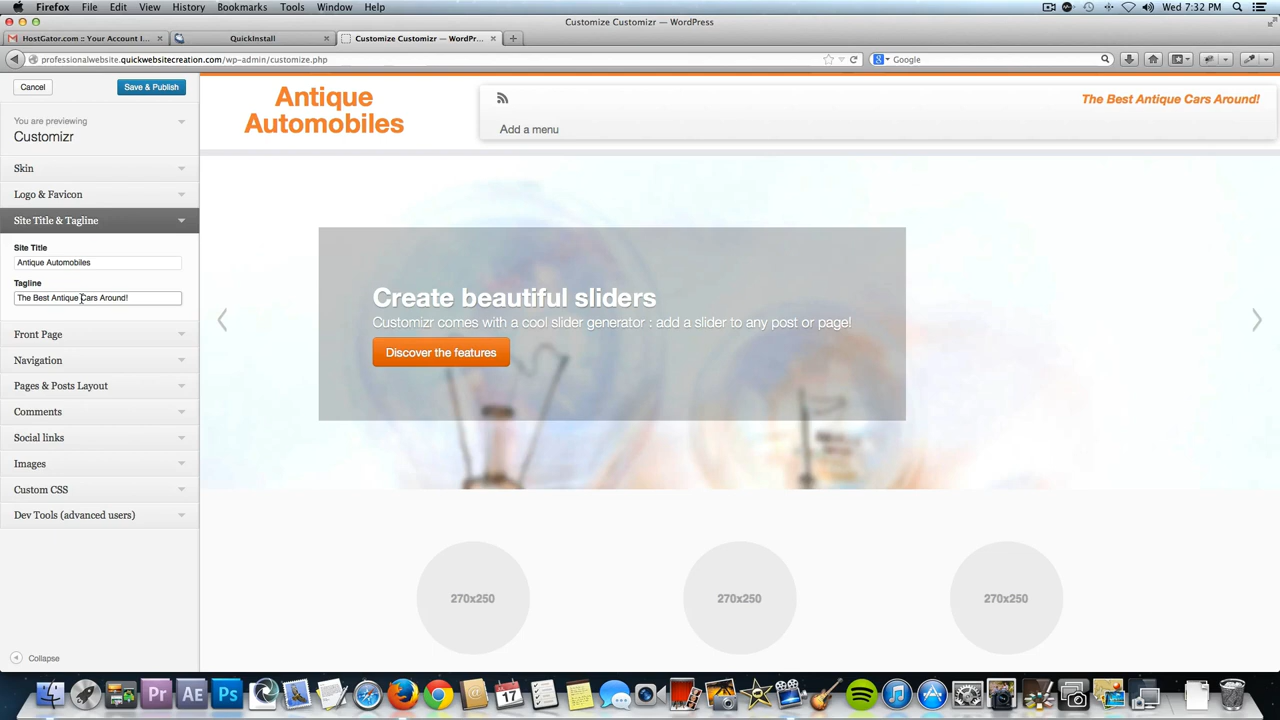 Firefox File Edit View History Bookmarks Tools Window Help Wed 7:32 PM
Customize Customizr — WordPress
HostGator.com :: Your Account I... QuickInstall Customize Customizr — WordPr...
professionalwebsite.quickwebsitecreation.com/wp-admin/customize.php Google
Cancel Save & Publish
You are previewing
Customizr
Skin
Logo & Favicon
Site Title & Tagline
Site Title
Antique Automobiles
Tagline
The Best Antique Cars Around!
Front Page
Navigation
Pages & Posts Layout
Comments
Social links
Images
Custom CSS
Dev Tools (advanced users)
Collapse
Antique
Automobiles
The Best Antique Cars Around!
Add a menu
Create beautiful sliders
Customizr comes with a cool slider generator : add a slider to any post or page!
Discover the features
270x250 270x250 270x250
Pr Ae Ps 17